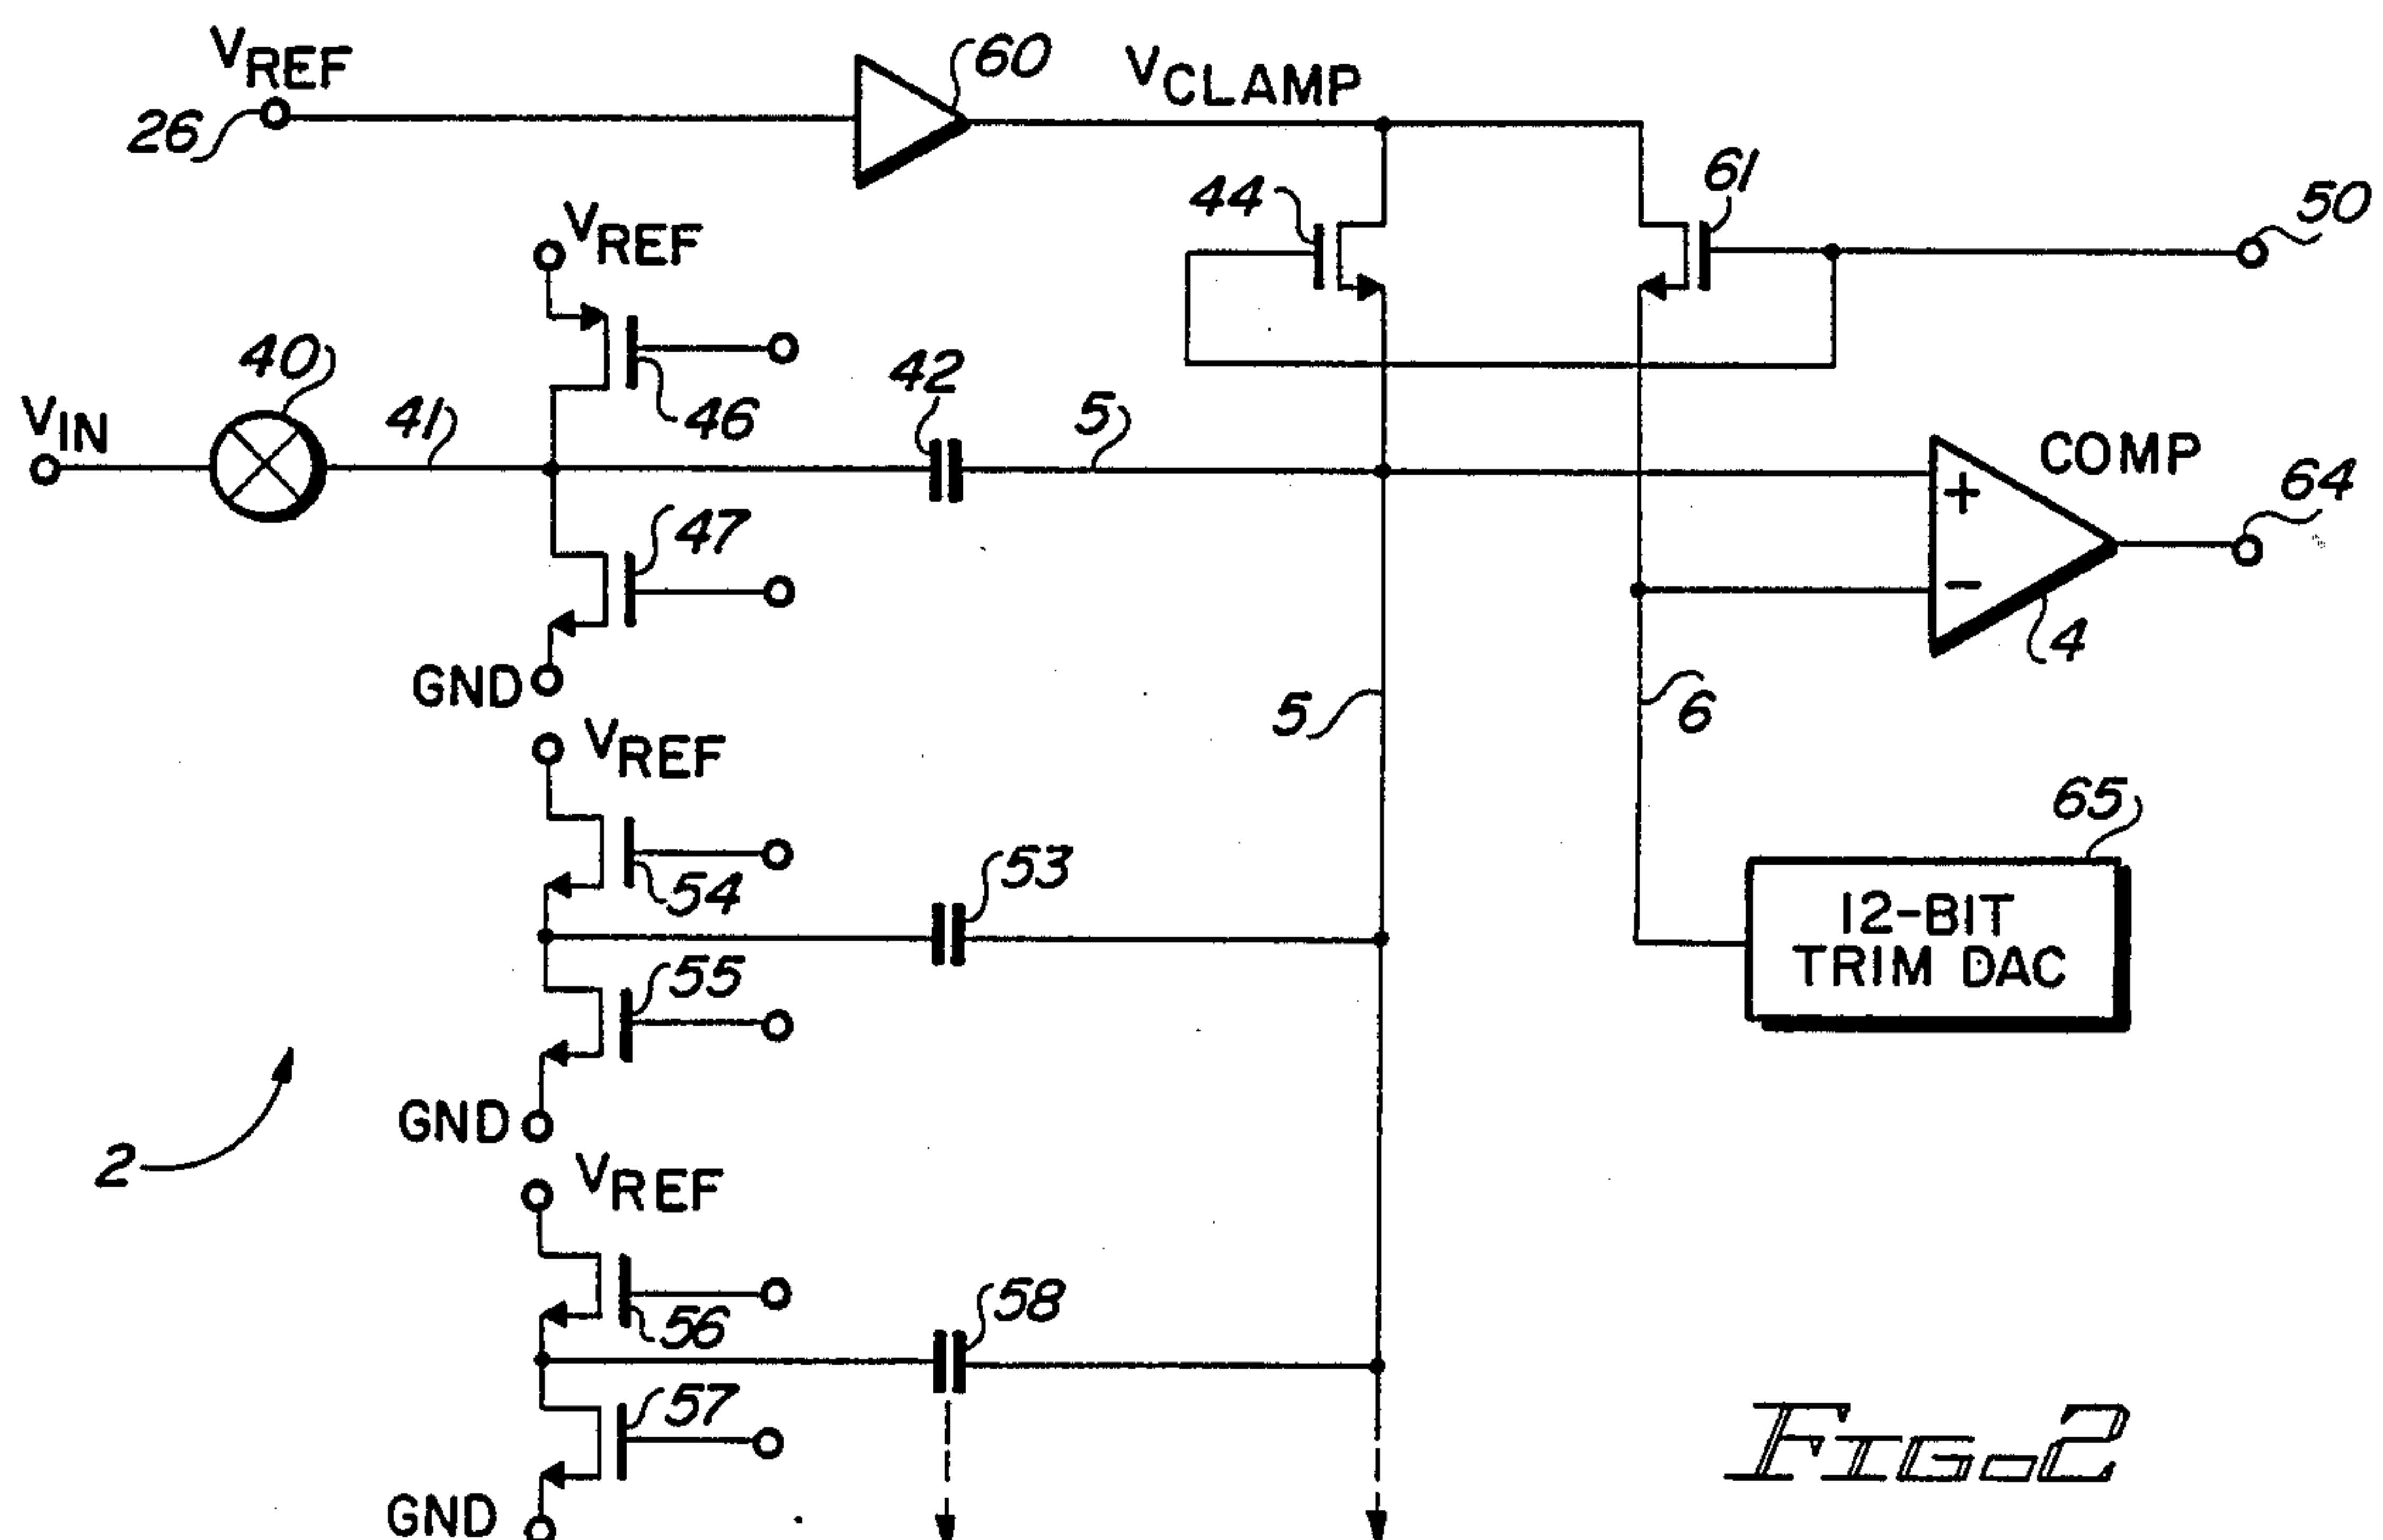 VREF
60
VCLAMP
26
61
44
50
VREF
40
42
VIN
41
46
5
COMP
+
64
47
−
4
GND
5
6
VREF
65
53
12-BIT
TRIM DAC
54
55
GND
2
VREF
58
56
57
FIG-2
GND